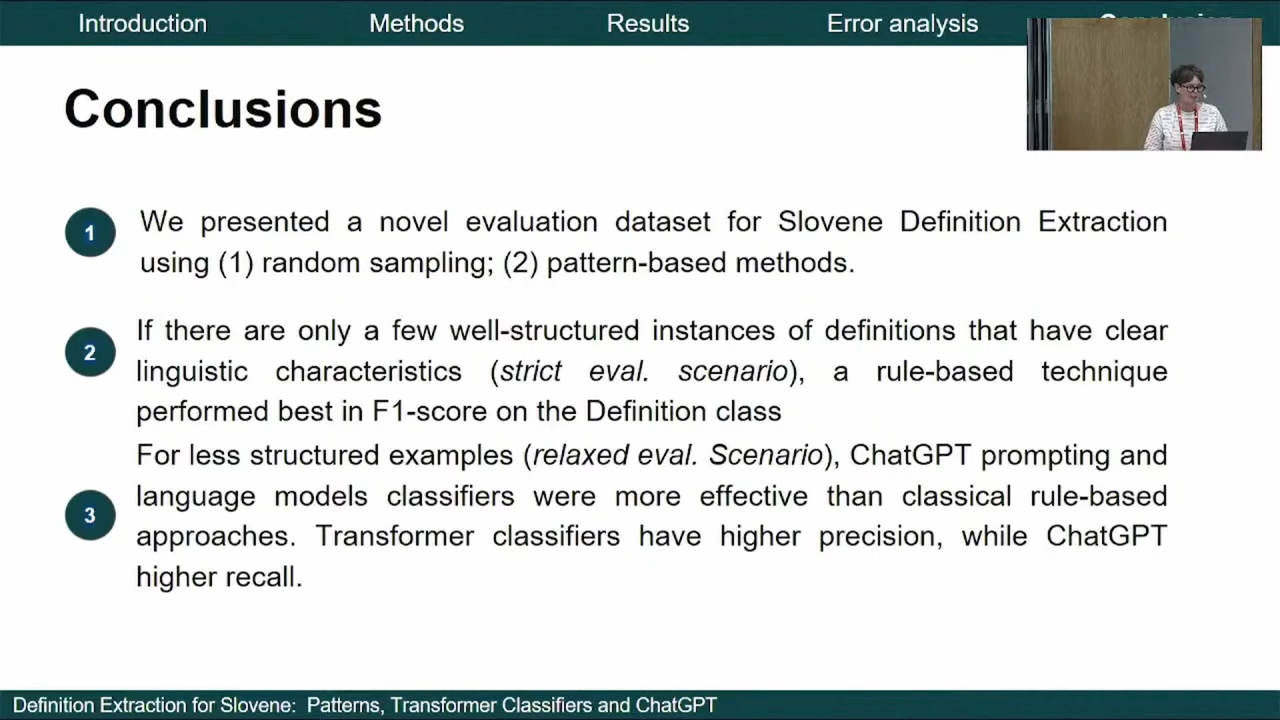 Introduction Methods Results Error analysis
Conclusions
1 We presented a novel evaluation dataset for Slovene Definition Extraction
using (1) random sampling; (2) pattern-based methods.
2 If there are only a few well-structured instances of definitions that have clear
linguistic characteristics (strict eval. scenario), a rule-based technique
performed best in F1-score on the Definition class
3 For less structured examples (relaxed eval. Scenario), ChatGPT prompting and
language models classifiers were more effective than classical rule-based
approaches. Transformer classifiers have higher precision, while ChatGPT
higher recall.
Definition Extraction for Slovene: Patterns, Transformer Classifiers and ChatGPT